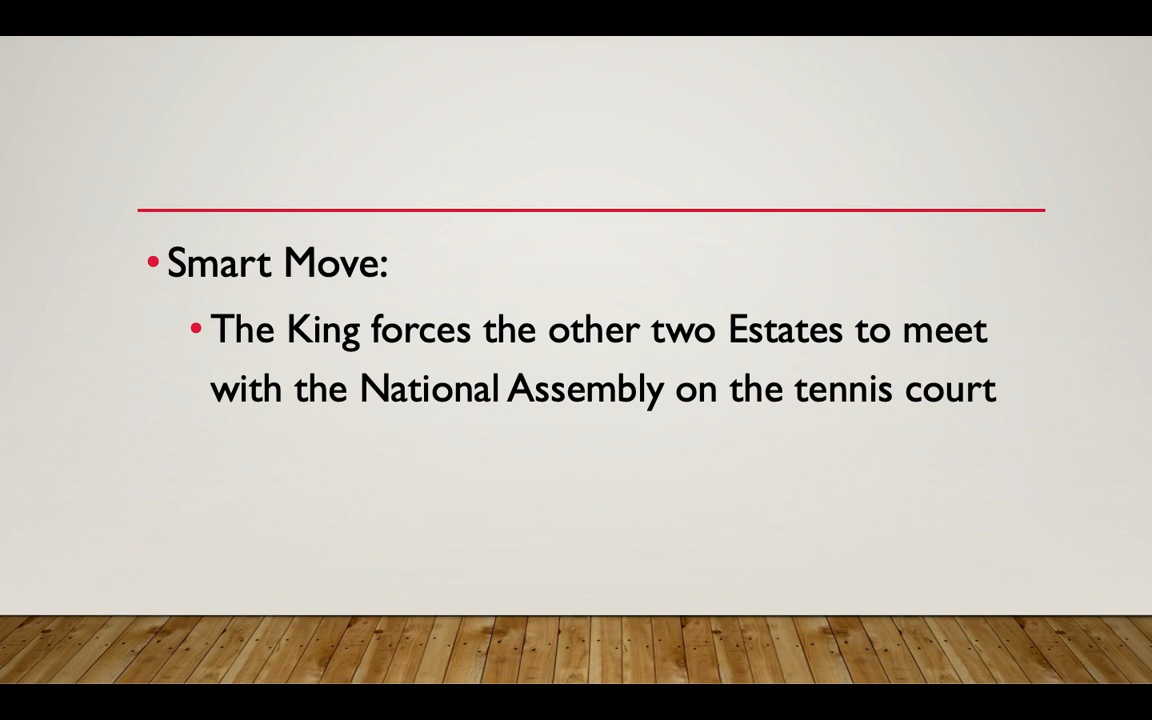 • Smart Move:
• The King forces the other two Estates to meet
with the National Assembly on the tennis court